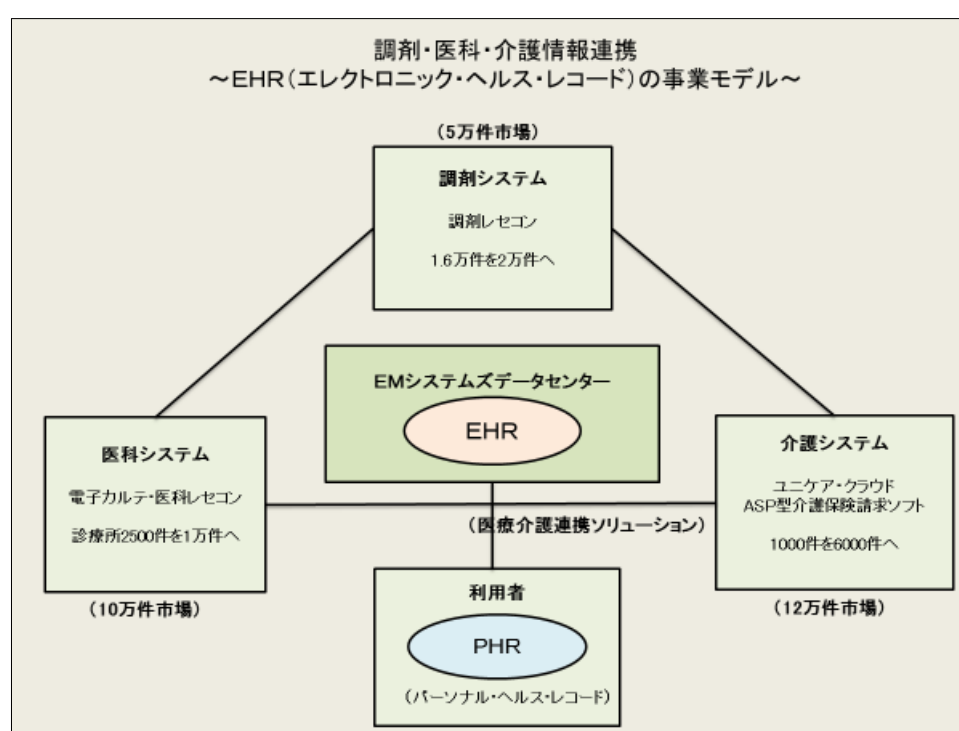 調剤・医科・介護情報連携
～EHR(エレクトロニック・ヘルス・レコード)の事業モデル～
(5万件市場)
調剤システム
調剤レセコン
1.6万件を2万件へ
EMシステムズデータセンター
EHR
医科システム
電子カルテ・医科レセコン
診療所2500件を1万件へ
(10万件市場)
介護システム
ユニケア・クラウド
ASP型介護保険請求ソフト
1000件を6000件へ
(12万件市場)
(医療介護連携ソリューション)
利用者
PHR
(パーソナル・ヘルス・レコード)